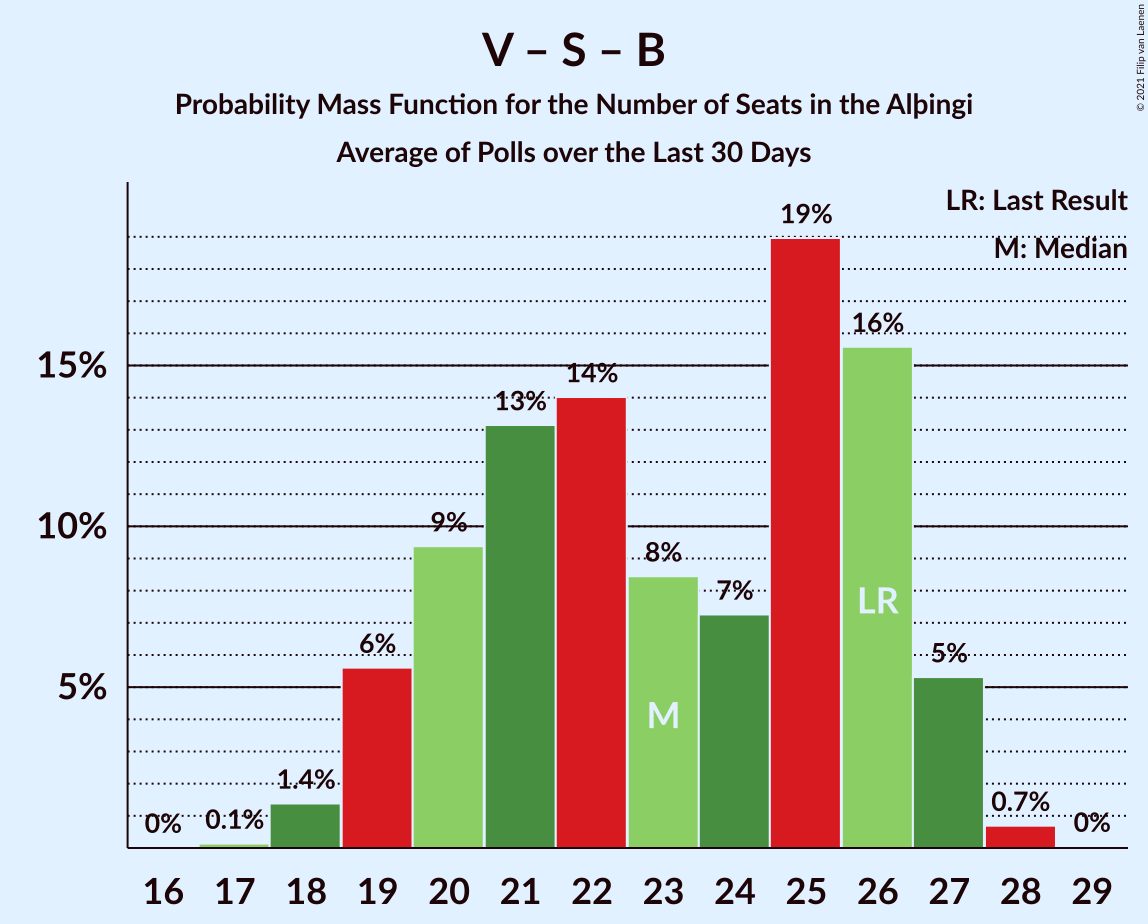 V – S – B
Probability Mass Function for the Number of Seats in the Alþingi
Average of Polls over the Last 30 Days
© 2021 Filip van Laenen
LR: Last Result
M: Median
15%
10%
5%
0%
0.1%
1.4%
6%
9%
13%
14%
8%
7%
19%
16%
5%
0.7%
0%
M
LR
16 17 18 19 20 21 22 23 24 25 26 27 28 29